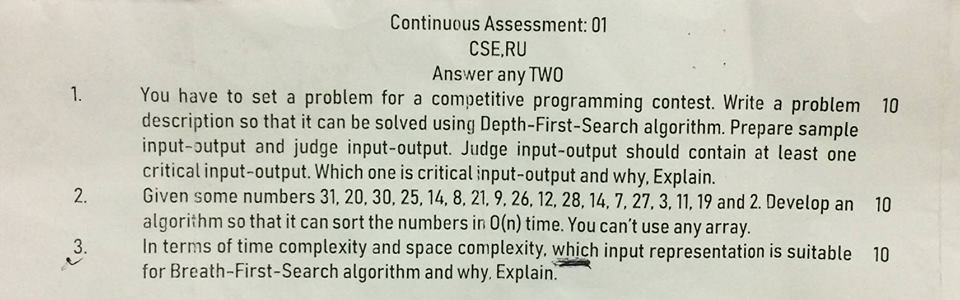 Continuous Assessment: 01
CSE,RU
Answer any TWO
1. You have to set a problem for a competitive programming contest. Write a problem 10
description so that it can be solved using Depth-First-Search algorithm. Prepare sample
input-output and judge input-output. Judge input-output should contain at least one
critical input-output. Which one is critical input-output and why, Explain.
2. Given some numbers 31, 20, 30, 25, 14, 8, 21, 9, 26, 12, 28, 14, 7, 27, 3, 11, 19 and 2. Develop an 10
algorithm so that it can sort the numbers in O(n) time. You can't use any array.
3. In terms of time complexity and space complexity, which input representation is suitable 10
for Breath-First-Search algorithm and why, Explain.